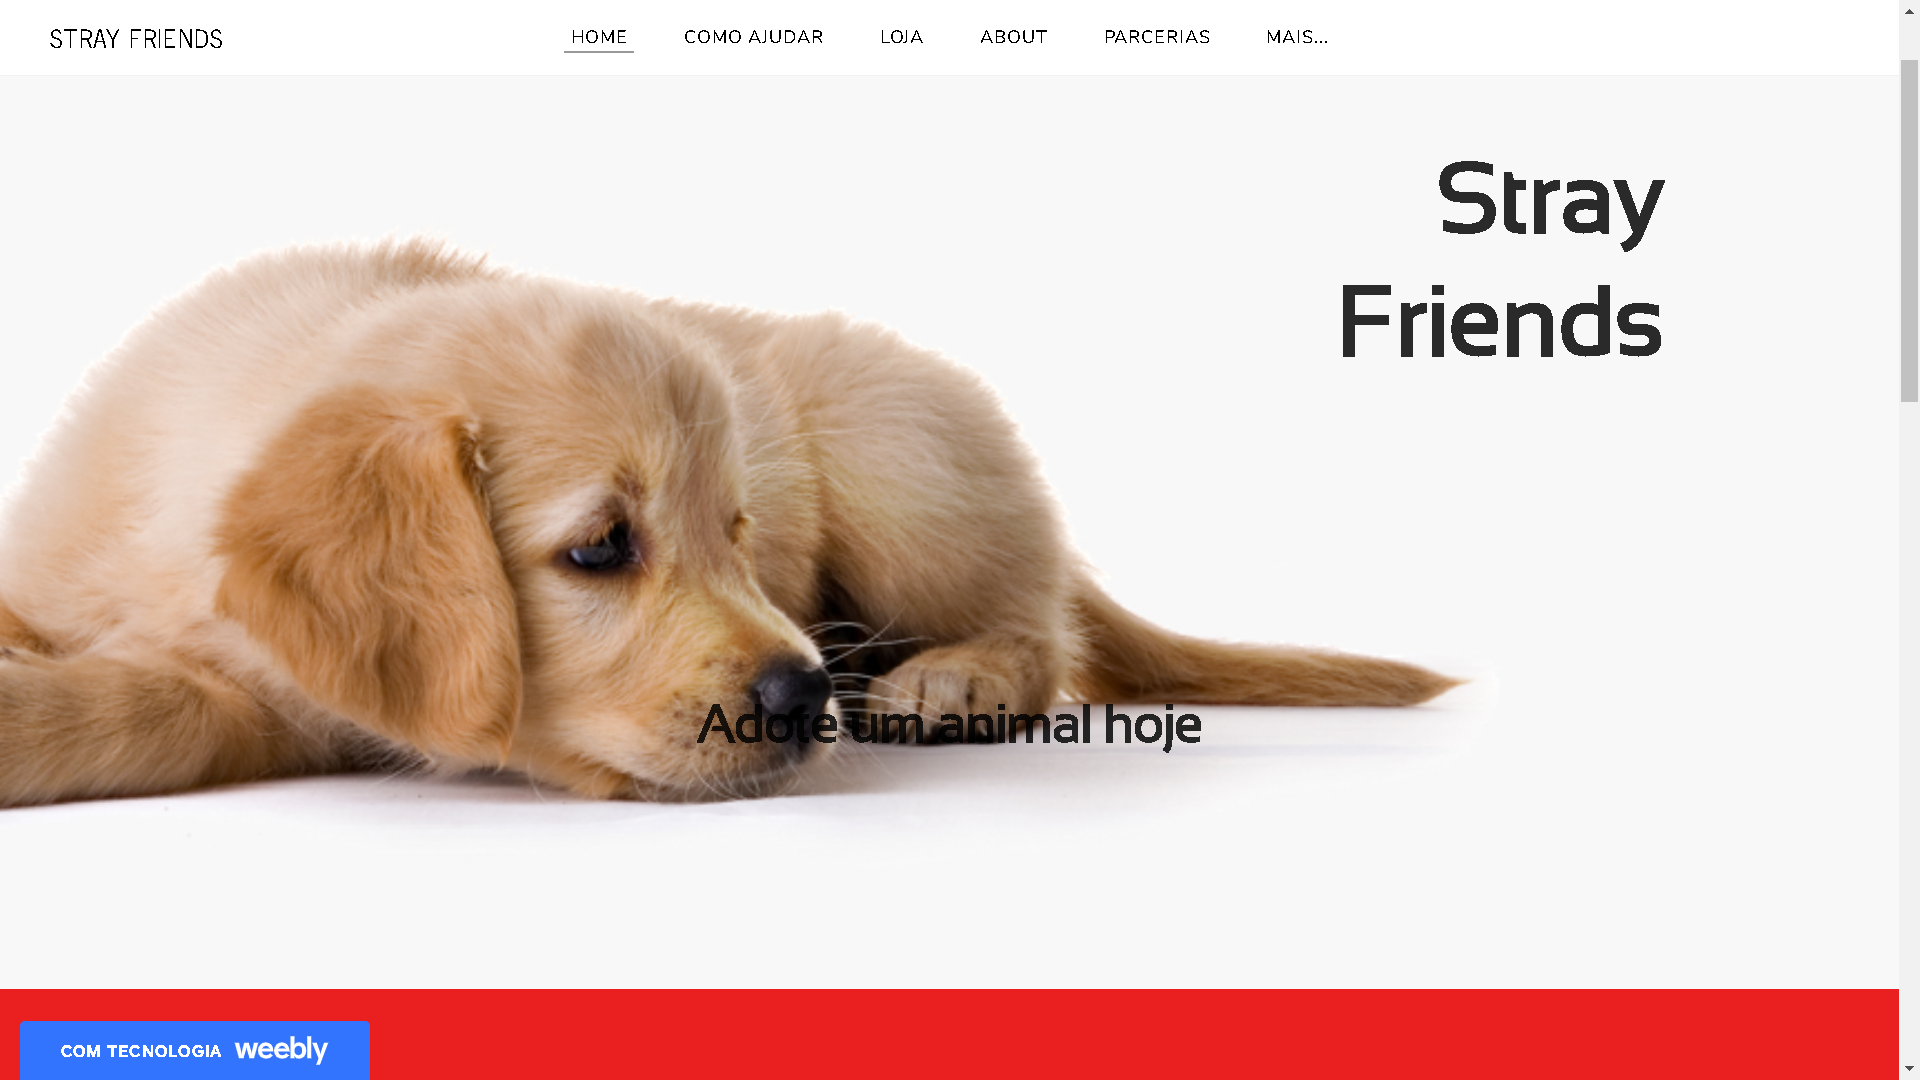 STRAY FRIENDS
HOME COMO AJUDAR LOJA ABOUT PARCERIAS MAIS...
Stray
Friends
Adote um animal hoje
COM TECNOLOGIA weebly